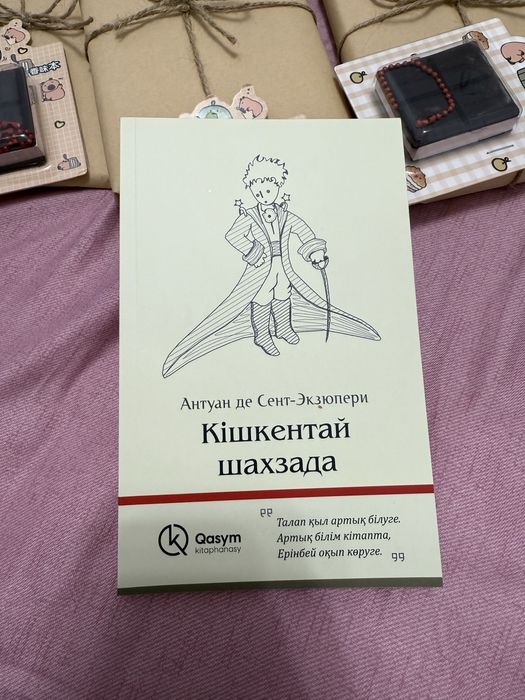 Антуан де Сент-Экзюпери
Кішкентай
шахзада
Qasym
kitaphanasy
" Талап қыл артық білуге.
Артық білім кітапта,
Ерінбей оқып көруге. "